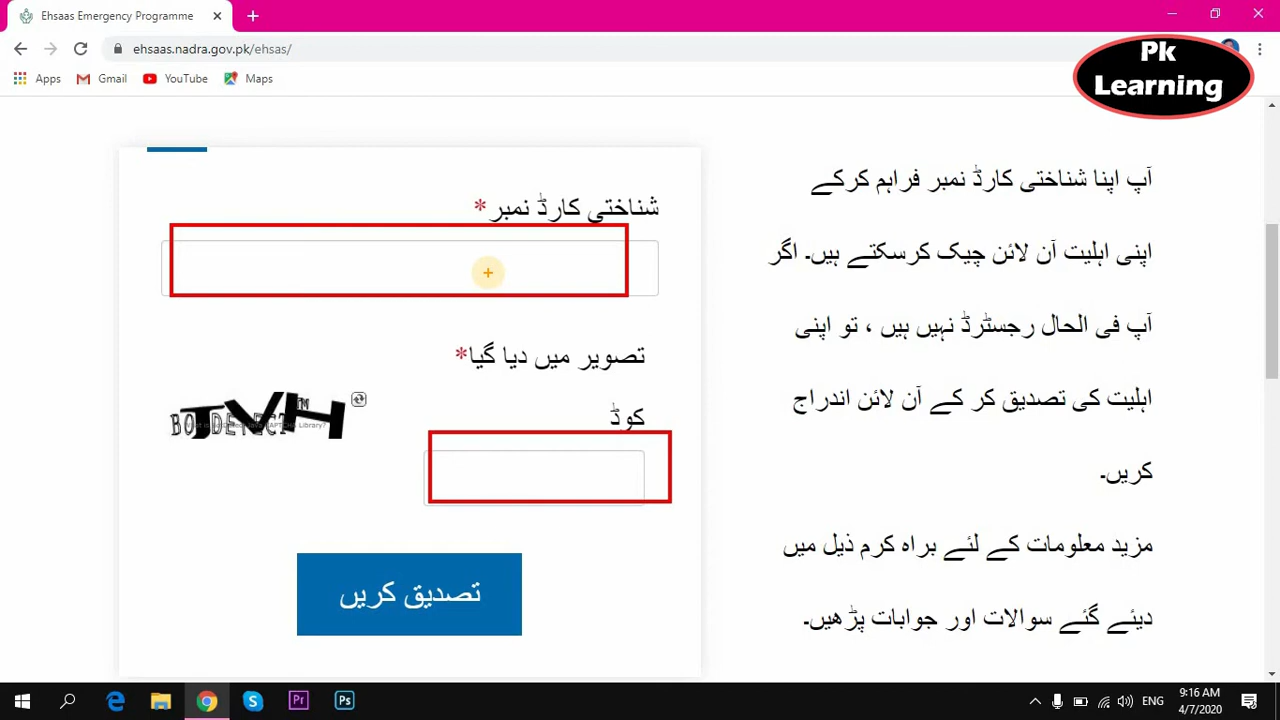 Ehsaas Emergency Programme
ehsaas.nadra.gov.pk/ehsas/
Apps
Gmail
YouTube
Maps
Pk
Learning
آپ اپنا شناختی کارڈ نمبر فراہم کرکے
اپنی اہلیت آن لائن چیک کرسکتے ہیں۔ اگر
آپ فی الحال رجسٹرڈ نہیں ہیں ، تو اپنی
اہلیت کی تصدیق کر کے آن لائن اندراج
کریں۔
مزید معلومات کے لئے براہ کرم ذیل میں
دیئے گئے سوالات اور جوابات پڑھیں۔
شناختی کارڈ نمبر*
تصویر میں دیا گیا*
کوڈ
JVH
تصدیق کریں
Pr
Ps
ENG
9:16 AM
4/7/2020